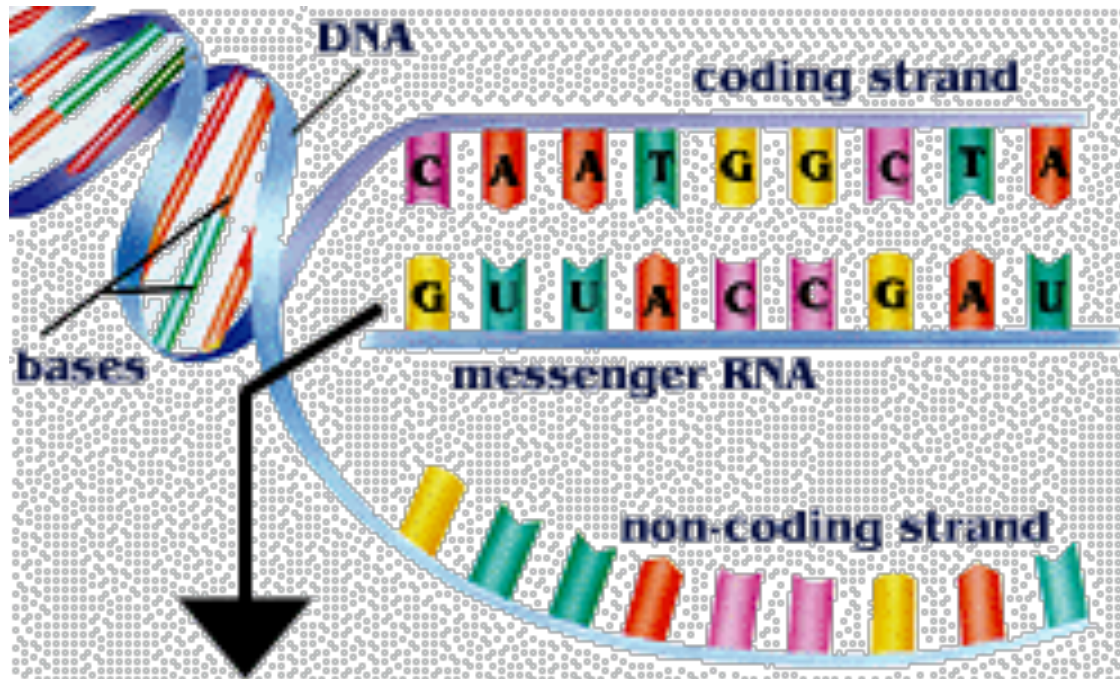 DNA
coding strand
C A A T G G C T A
G U U A C C G A U
bases
messenger RNA
non-coding strand